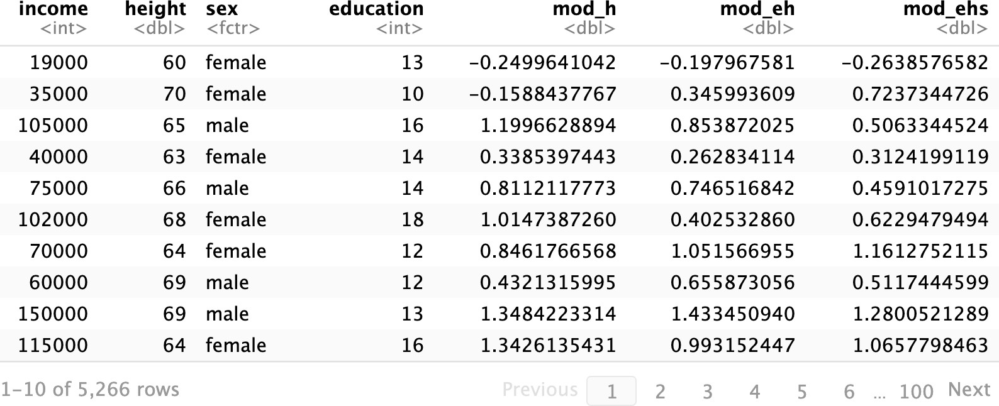 income height sex education mod_h mod_eh mod_ehs
<int> <dbl> <fctr> <int> <dbl> <dbl> <dbl>
19000 60 female 13 −0.2499641042 −0.197967581 −0.2638576582
35000 70 female 10 −0.1588437767 0.345993609 0.7237344726
105000 65 male 16 1.1996628894 0.853872025 0.5063344524
40000 63 female 14 0.3385397443 0.262834114 0.3124199119
75000 66 male 14 0.8112117773 0.746516842 0.4591017275
102000 68 female 18 1.0147387260 0.402532860 0.6229479494
70000 64 female 12 0.8461766568 1.051566955 1.1612752115
60000 69 male 12 0.4321315995 0.655873056 0.5117444599
150000 69 male 13 1.3484223314 1.433450940 1.2800521289
115000 64 female 16 1.3426135431 0.993152447 1.0657798463
1−10 of 5,266 rows Previous 1 2 3 4 5 6 ... 100 Next